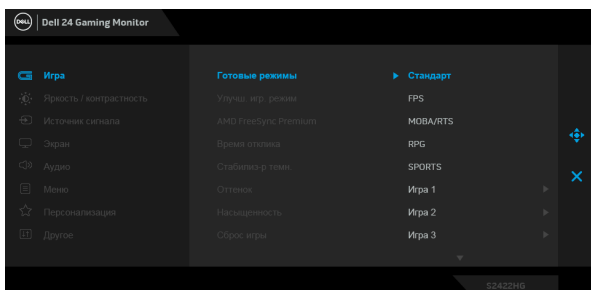 DELL Dell 24 Gaming Monitor
Игра
Яркость / контрастность
Источник сигнала
Экран
Аудио
Меню
Персонализация
Другое
Готовые режимы
Улучш. игр. режим
AMD FreeSync Premium
Время отклика
Стабилиз-р темн.
Оттенок
Насыщенность
Сброс игры
Стандарт
FPS
MOBA/RTS
RPG
SPORTS
Игра 1
Игра 2
Игра 3
S2422HG